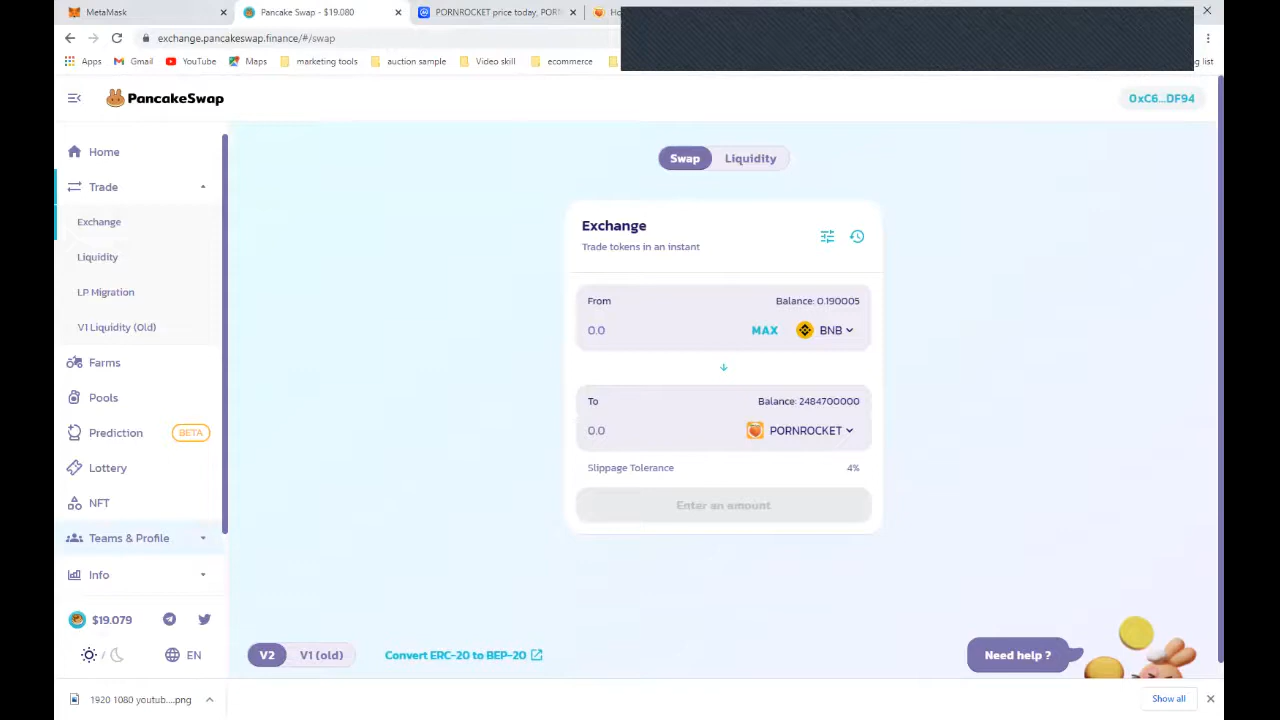 MetaMask
Pancake Swap - $19.080
PORNROCKET price today, PORN
Ho
exchange.pancakeswap.finance/#/swap
Apps
Gmail
YouTube
Maps
marketing tools
auction sample
Video skill
ecommerce
ng list
PancakeSwap
0xC6...DF94
Home
Trade
Exchange
Liquidity
LP Migration
V1 Liquidity (Old)
Farms
Pools
Prediction
BETA
Lottery
NFT
Teams & Profile
Info
$19.079
/
EN
Swap
Liquidity
Exchange
Trade tokens in an instant
From
Balance: 0.190005
0.0
MAX
BNB
To
Balance: 2484700000
0.0
PORNROCKET
Slippage Tolerance
4%
Enter an amount
V2
V1 (old)
Convert ERC-20 to BEP-20
Need help ?
1920 1080 youtub....png
Show all